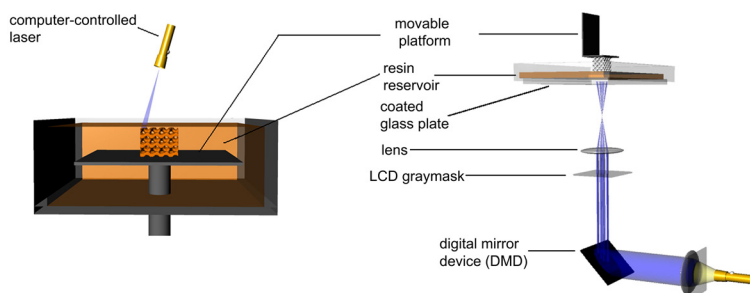 computer-controlled
laser
movable
platform
resin
reservoir
coated
glass plate
lens
LCD graymask
digital mirror
device (DMD)